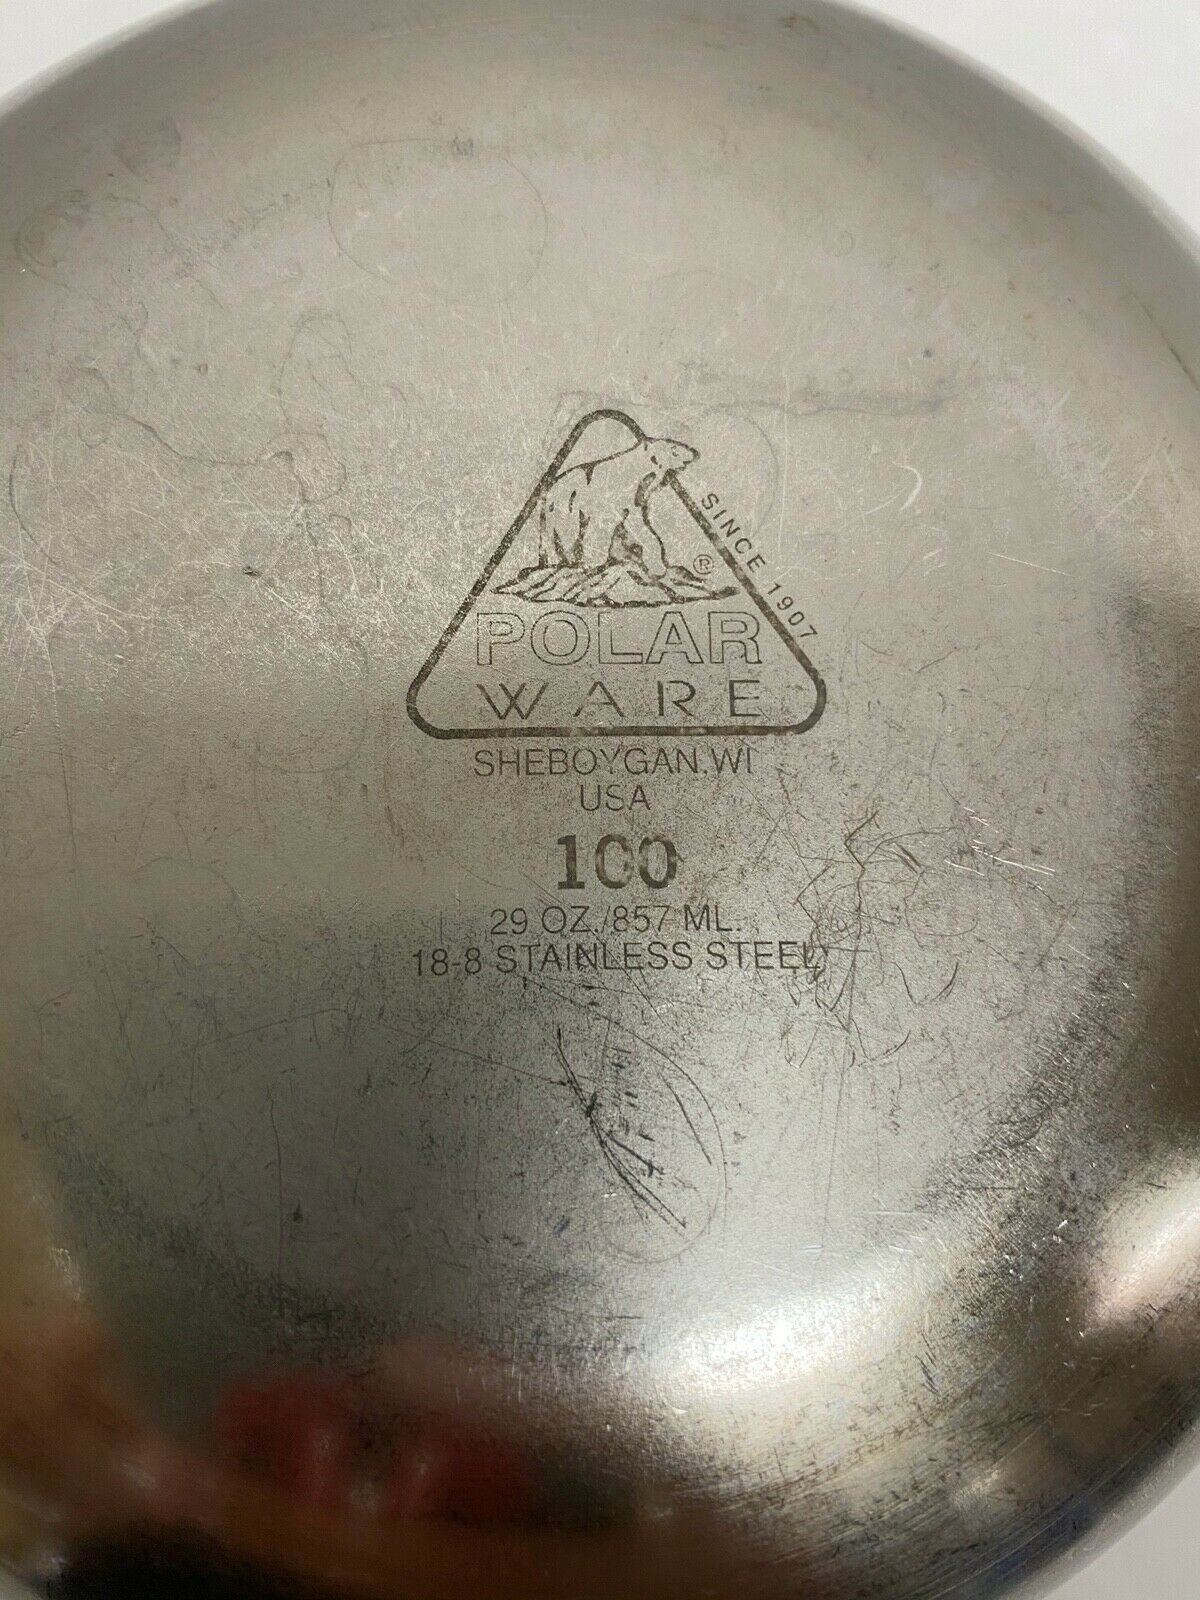 SINCE 1907
®
POLAR
WARE
SHEBOYGAN, WI
USA
100
29 OZ./857 ML.
18-8 STAINLESS STEEL